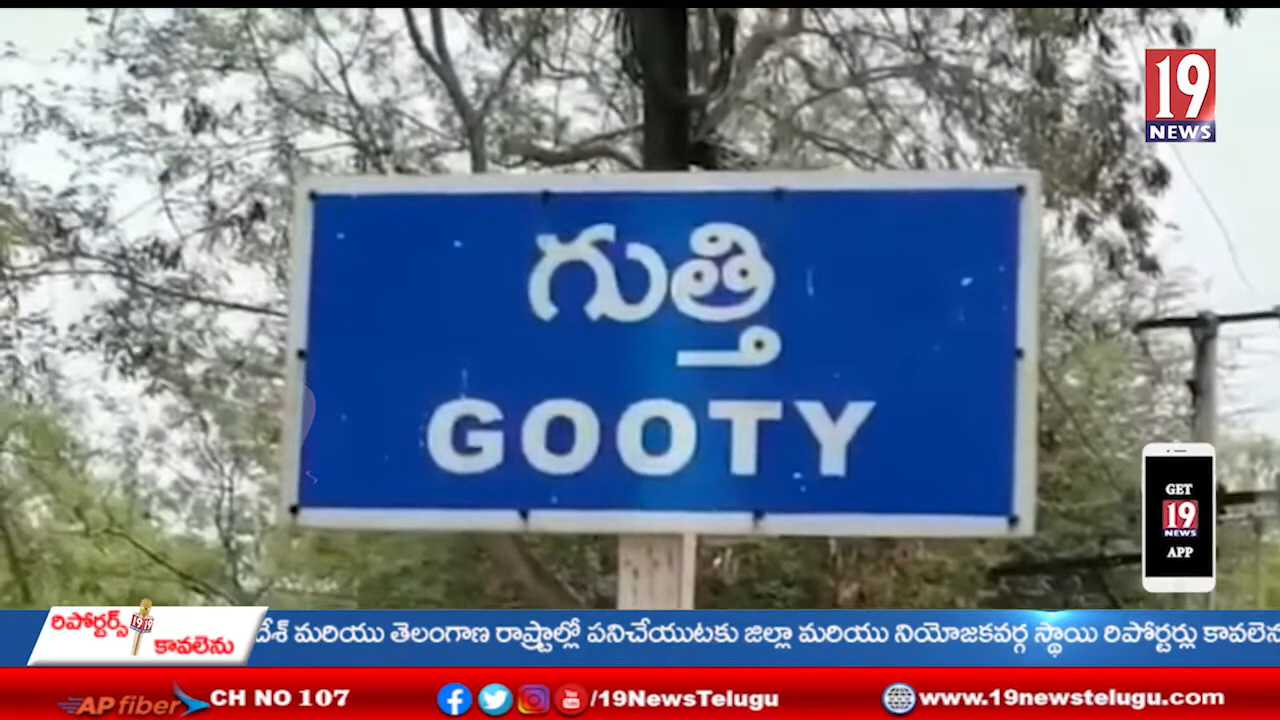 19
NEWS
గుత్తి
GOOTY
GET
19
NEWS
APP
రిపోర్టర్స్
కావలెను
దేశ్ మరియు తెలంగాణ రాష్ట్రాల్లో పనిచేయుటకు జిల్లా మరియు నియోజకవర్గ స్థాయి రిపోర్టర్లు కావలెను
AP fiber CH NO 107 /19NewsTelugu www.19newstelugu.com